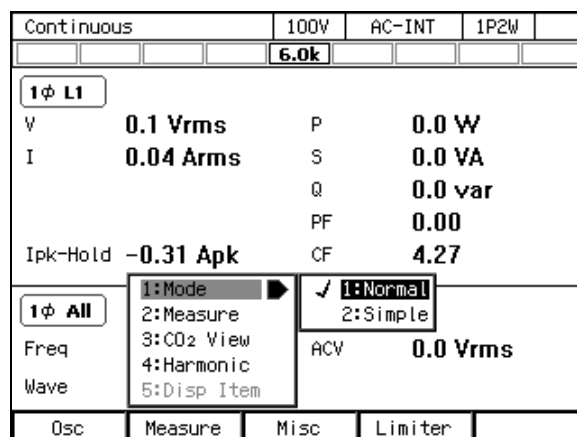 Continuous 100V AC-INT 1P2W
6.0k
1ϕ L1
V 0.1 Vrms P 0.0 W
I 0.04 Arms S 0.0 VA
Q 0.0 var
PF 0.00
Ipk-Hold -0.31 Apk CF 4.27
1:Mode 1:Normal
2:Measure 2:Simple
3:CO₂ View
4:Harmonic
5:Disp Item
1ϕ All
Freq ACV 0.0 Vrms
Wave
Osc Measure Misc Limiter